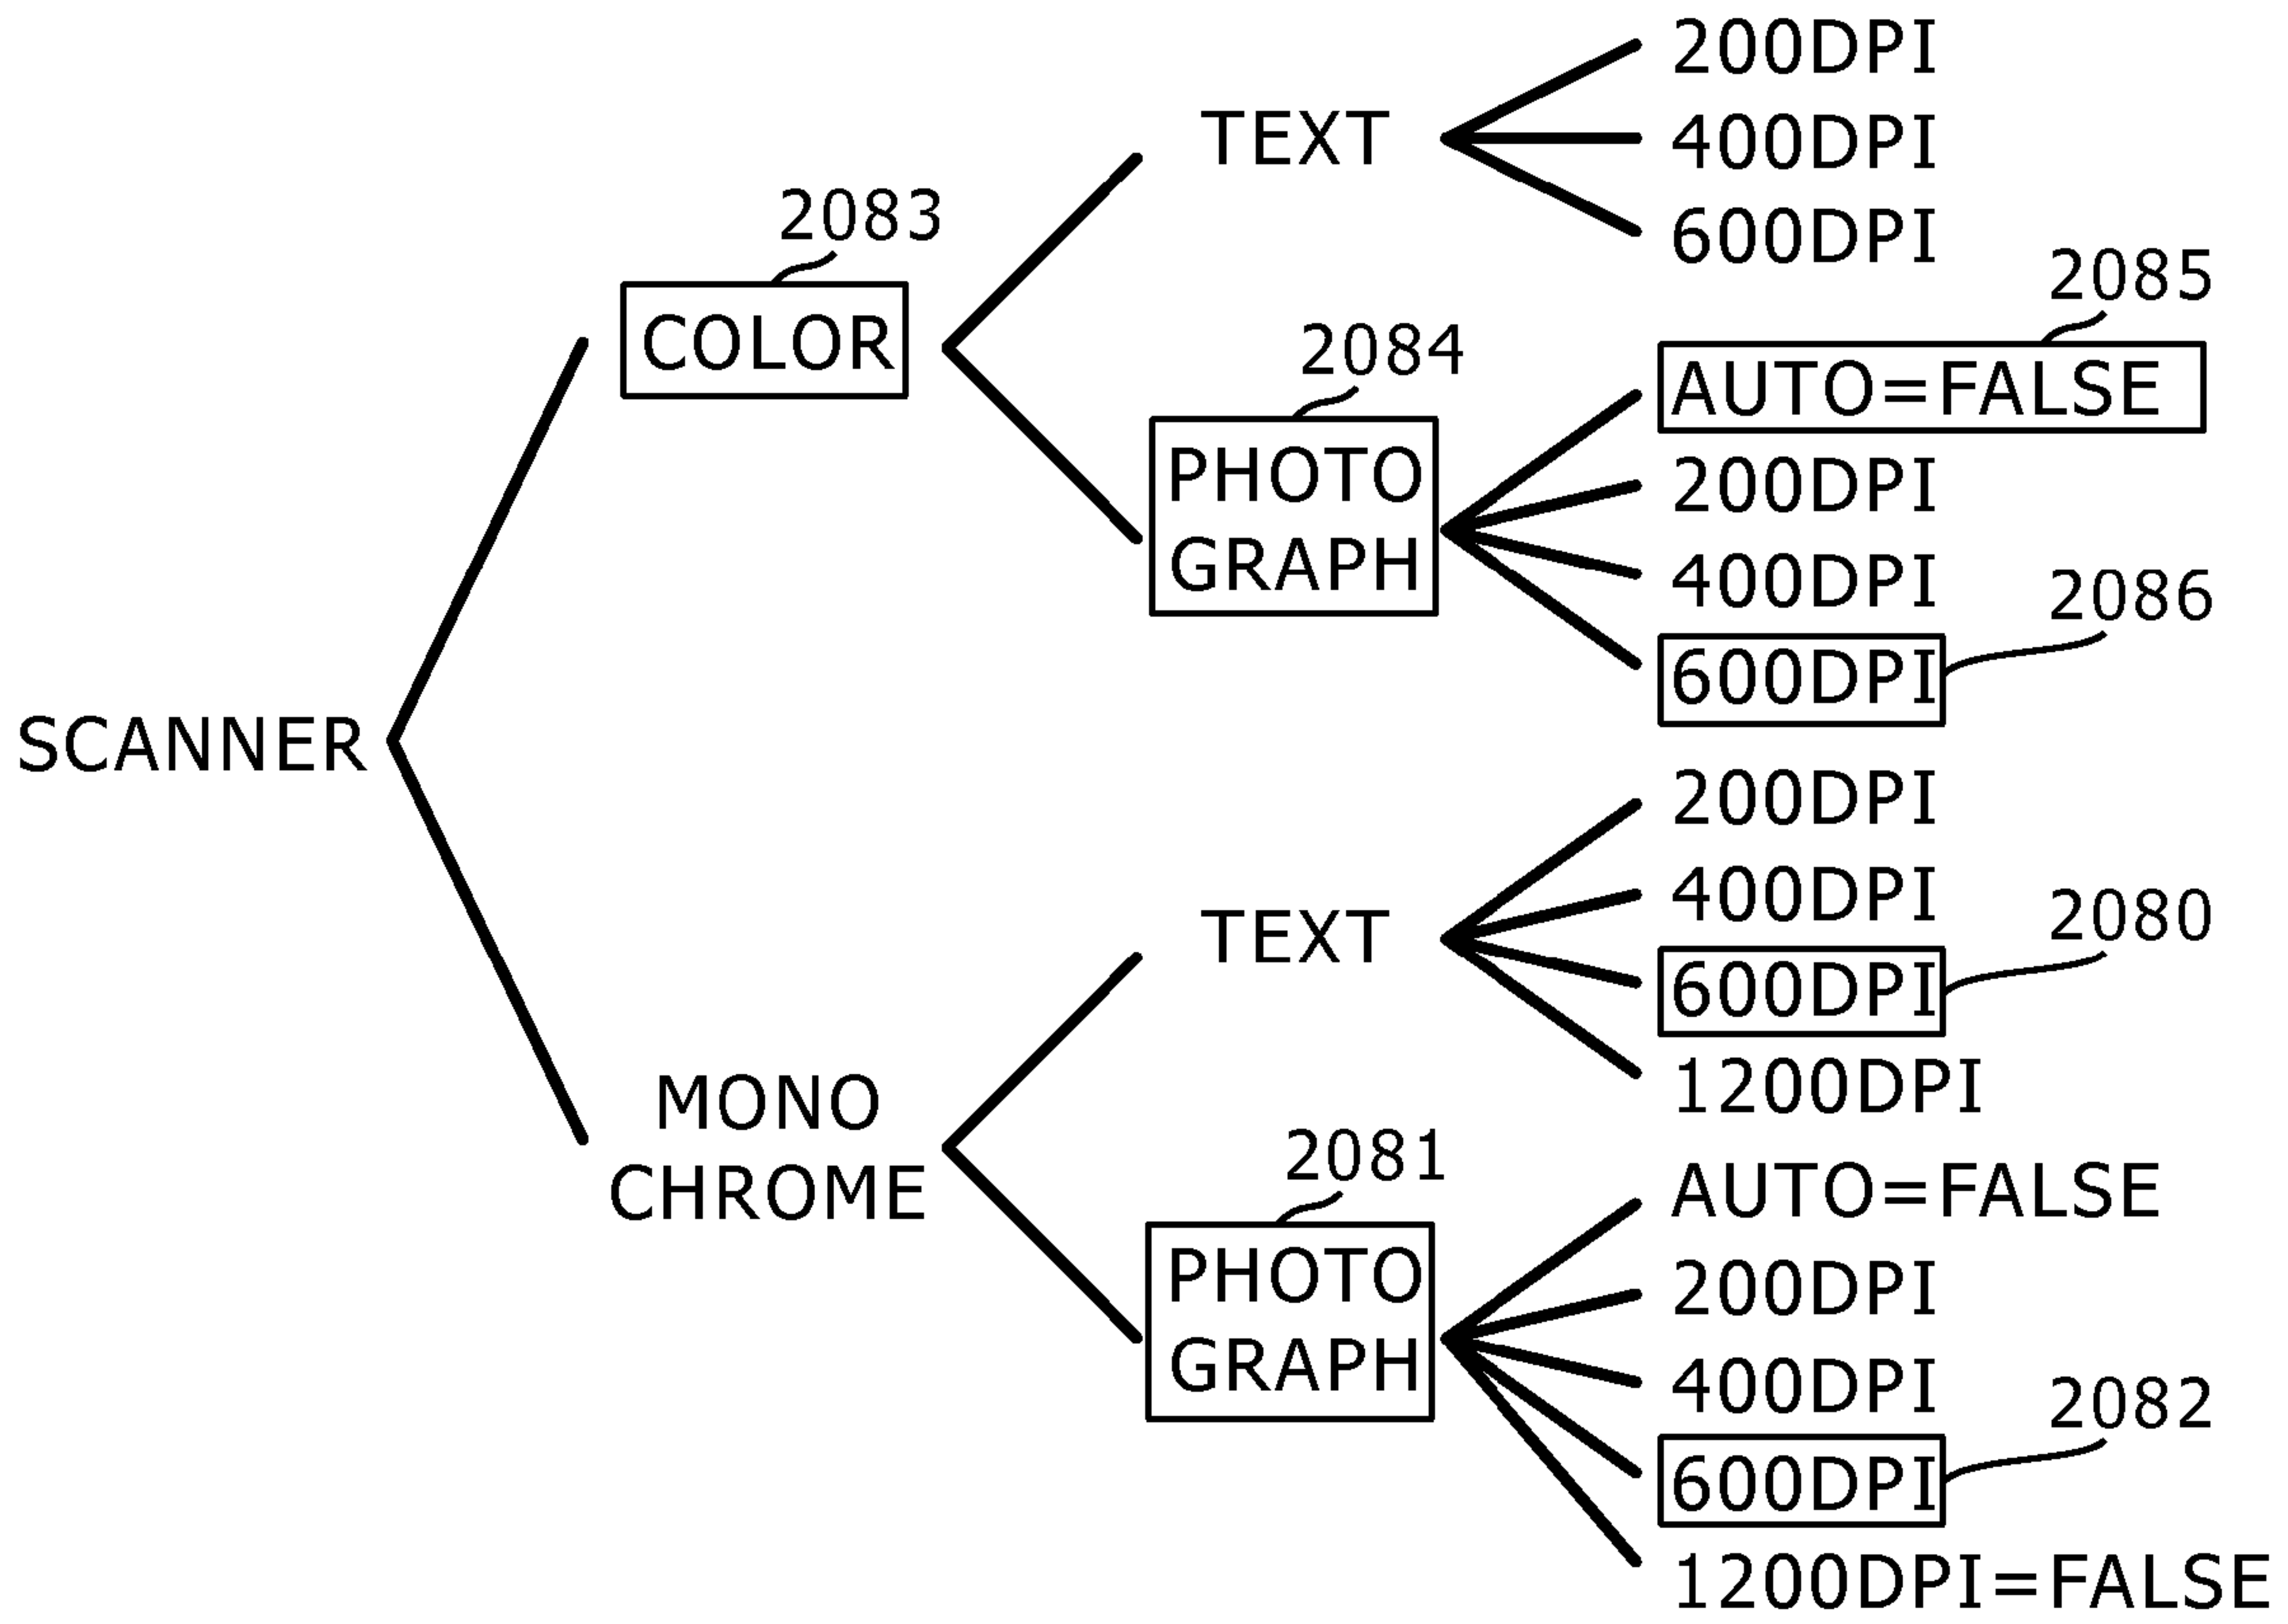 200DPI
TEXT
400DPI
2083
600DPI
COLOR
2085
2084
AUTO=FALSE
PHOTO
GRAPH
200DPI
400DPI
2086
600DPI
SCANNER
200DPI
TEXT
400DPI
2080
600DPI
1200DPI
MONO
CHROME
2081
AUTO=FALSE
PHOTO
GRAPH
200DPI
400DPI
2082
600DPI
1200DPI=FALSE